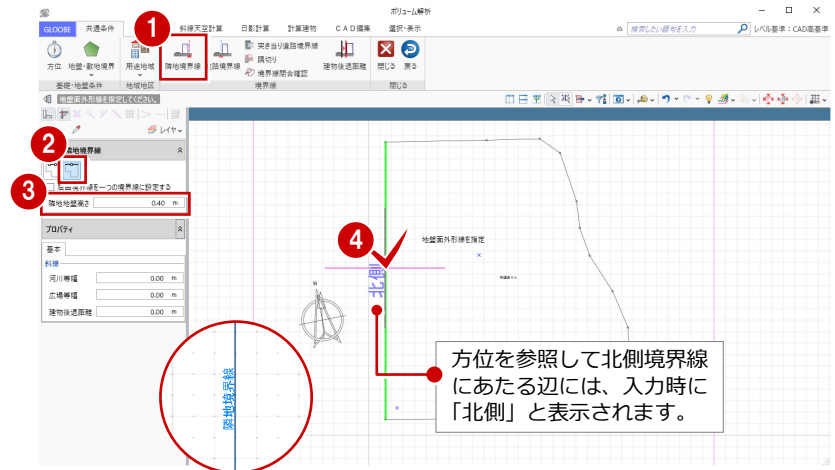 ボリューム解析
GLOOBE 共通条件 斜線天空計算 日影計算 計算建物 ＣＡＤ編集 選択・表示
検索したい語句を入力 レベル基準：CAD高基準
1
方位 地盤・敷地境界 用途地域 隣地境界線 道路境界線
突き当り道路境界線
隅切り
境界線閉合確認
建物後退距離 閉じる 戻る
基礎・地盤条件 地域地区 境界線 閉じる
地盤面外形線を指定してください。
レイヤ
2
隣地境界線
を一つの境界線に設定する
3
隣地地盤高さ 0.40 m
プロパティ
基本
斜線
河川等幅 0.00 m
広場等幅 0.00 m
建物後退距離 0.00 m
4
地盤面外形線を指定
北側
隣地境界線
方位を参照して北側境界線
にあたる辺には、入力時に
「北側」と表示されます。